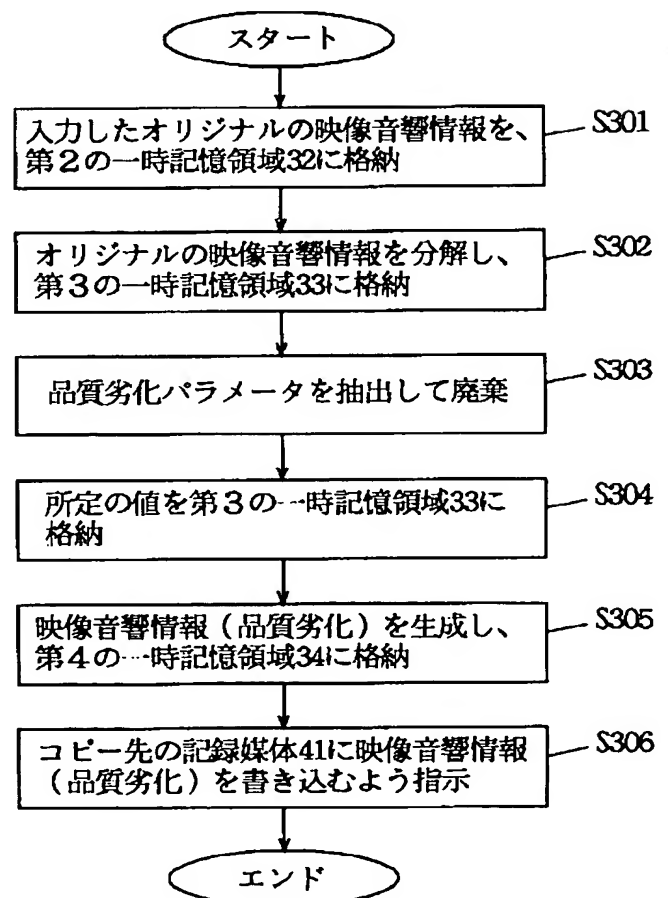 スタート
入力したオリジナルの映像音響情報を、
第2の一時記憶領域32に格納
S301
オリジナルの映像音響情報を分解し、
第3の一時記憶領域33に格納
S302
品質劣化パラメータを抽出して廃棄
S303
所定の値を第3の一時記憶領域33に
格納
S304
映像音響情報(品質劣化)を生成し、
第4の一時記憶領域34に格納
S305
コピー先の記録媒体41に映像音響情報
(品質劣化)を書き込むよう指示
S306
エンド